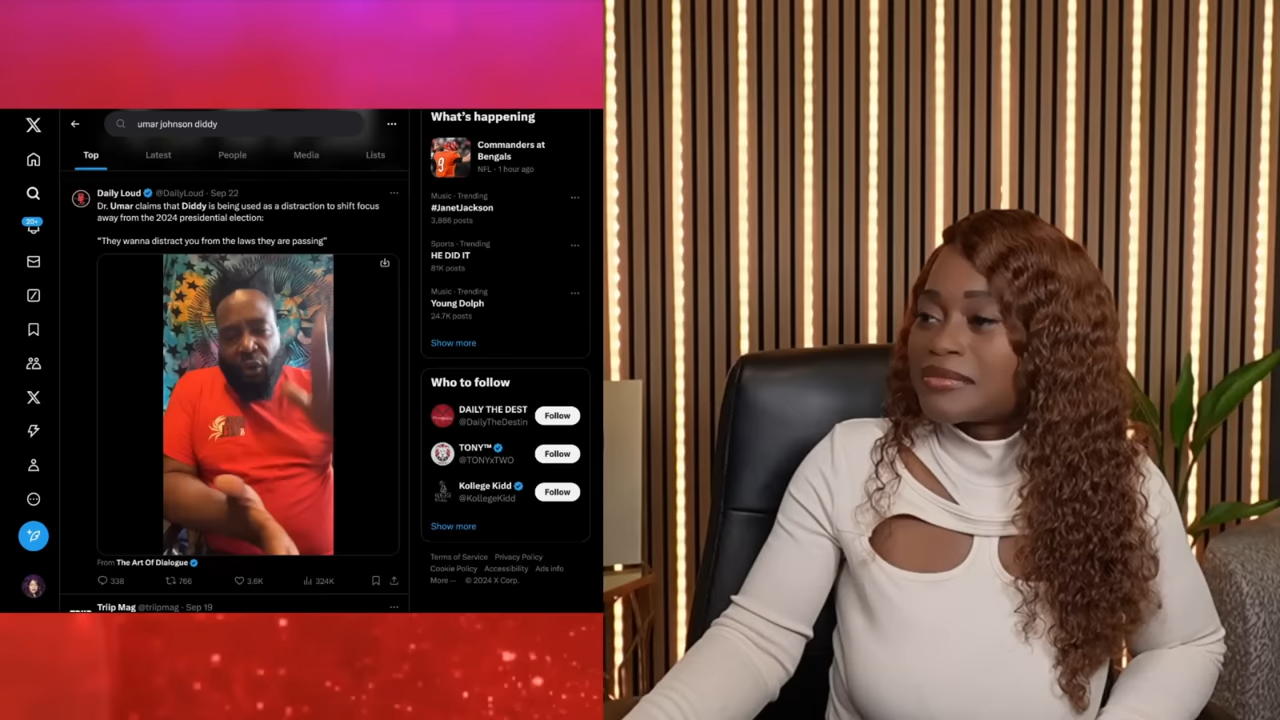 umar johnson diddy
Top
Latest
People
Media
Lists
Daily Loud @DailyLoud · Sep 22
Dr. Umar claims that Diddy is being used as a distraction to shift focus
away from the 2024 presidential election:
"They wanna distract you from the laws they are passing"
From The Art Of Dialogue
338
766
3.6K
324K
Triip Mag @triipmag · Sep 19
20+
What's happening
Commanders at
Bengals
NFL · 1 hour ago
Music · Trending
#JanetJackson
3,886 posts
Sports · Trending
HE DID IT
81K posts
Music · Trending
Young Dolph
24.7K posts
Show more
Who to follow
DAILY THE DEST
@DailyTheDestin
Follow
TONY™
@TONYxTWO
Follow
Kollege Kidd
@KollegeKidd
Follow
Show more
Terms of Service Privacy Policy
Cookie Policy Accessibility Ads info
More ··· © 2024 X Corp.